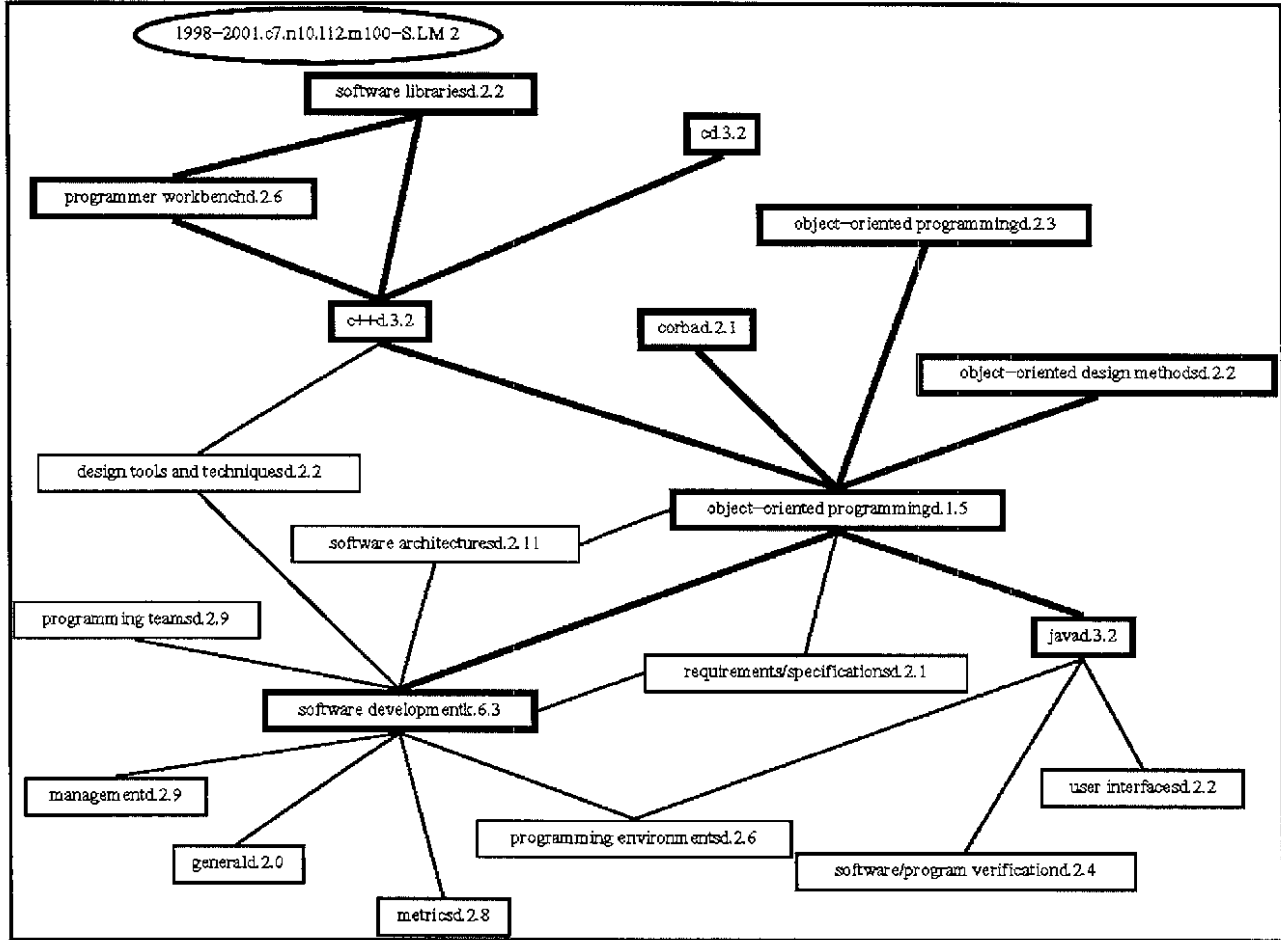 1998-2001.c7.n10.l12.m100-S.LM 2
software librariesd.2.2
cd.3.2
programmer workbenchd.2.6
object-oriented programmingd.2.3
c++d.3.2
corbad.2.1
object-oriented design methodsd.2.2
design tools and techniquesd.2.2
object-oriented programmingd.1.5
software architecturesd.2.11
programming teamsd.2.9
javad.3.2
requirements/specificationsd.2.1
software developmentk.6.3
managementd.2.9
user interfacesd.2.2
programming environmentsd.2.6
generald.2.0
software/program verificationd.2.4
metricsd.2.8